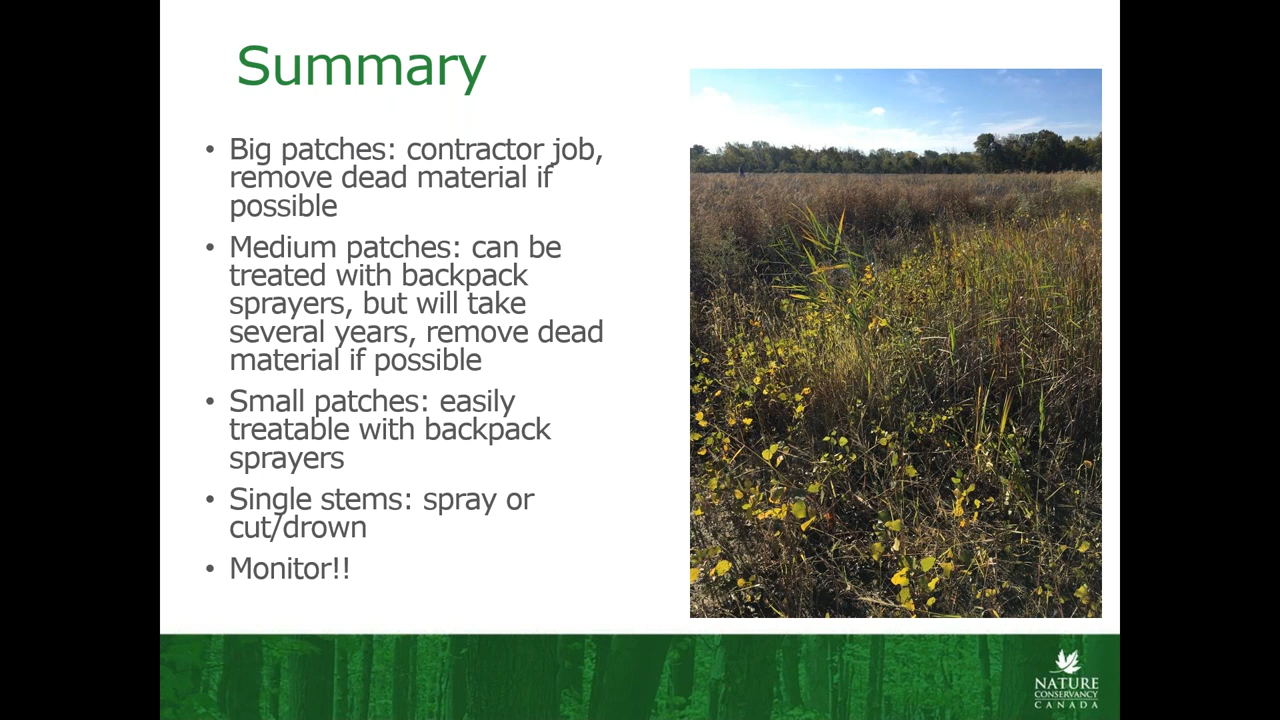 Summary
• Big patches: contractor job,
remove dead material if
possible
• Medium patches: can be
treated with backpack
sprayers, but will take
several years, remove dead
material if possible
• Small patches: easily
treatable with backpack
sprayers
• Single stems: spray or
cut/drown
• Monitor!!
NATURE
CONSERVANCY
CANADA